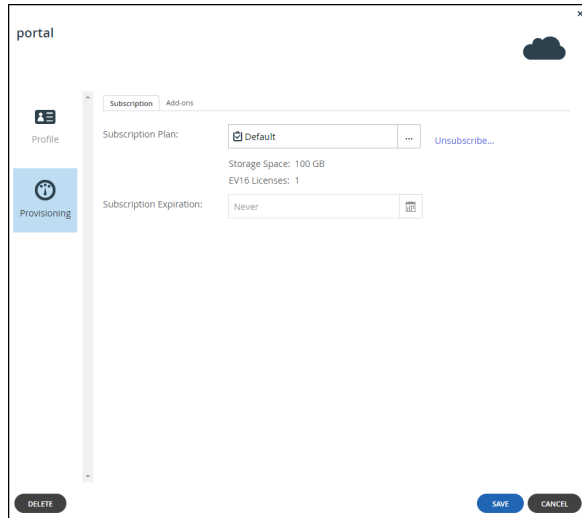 portal
Profile
Provisioning
Subscription Add-ons
Subscription Plan: Default ... Unsubscribe...
Storage Space: 100 GB
EV16 Licenses: 1
Subscription Expiration: Never
DELETE SAVE CANCEL